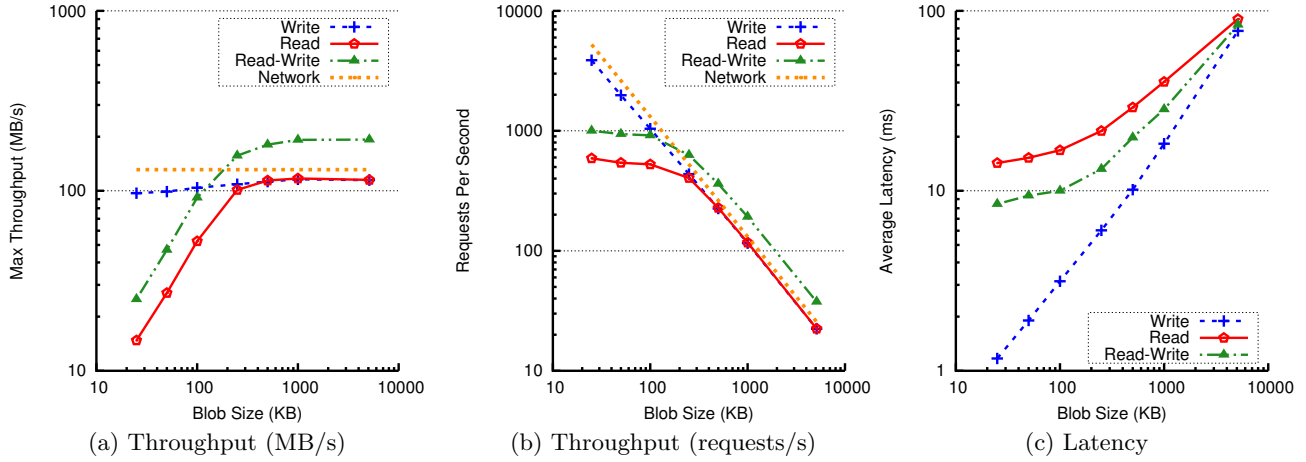 1000
100
10
Max Throughput (MB/s)
Write
Read
Read-Write
Network
10
100
1000
10000
Blob Size (KB)
(a) Throughput (MB/s)
10000
1000
100
10
Requests Per Second
Write
Read
Read-Write
Network
10
100
1000
10000
Blob Size (KB)
(b) Throughput (requests/s)
100
10
1
Average Latency (ms)
Write
Read
Read-Write
10
100
1000
10000
Blob Size (KB)
(c) Latency